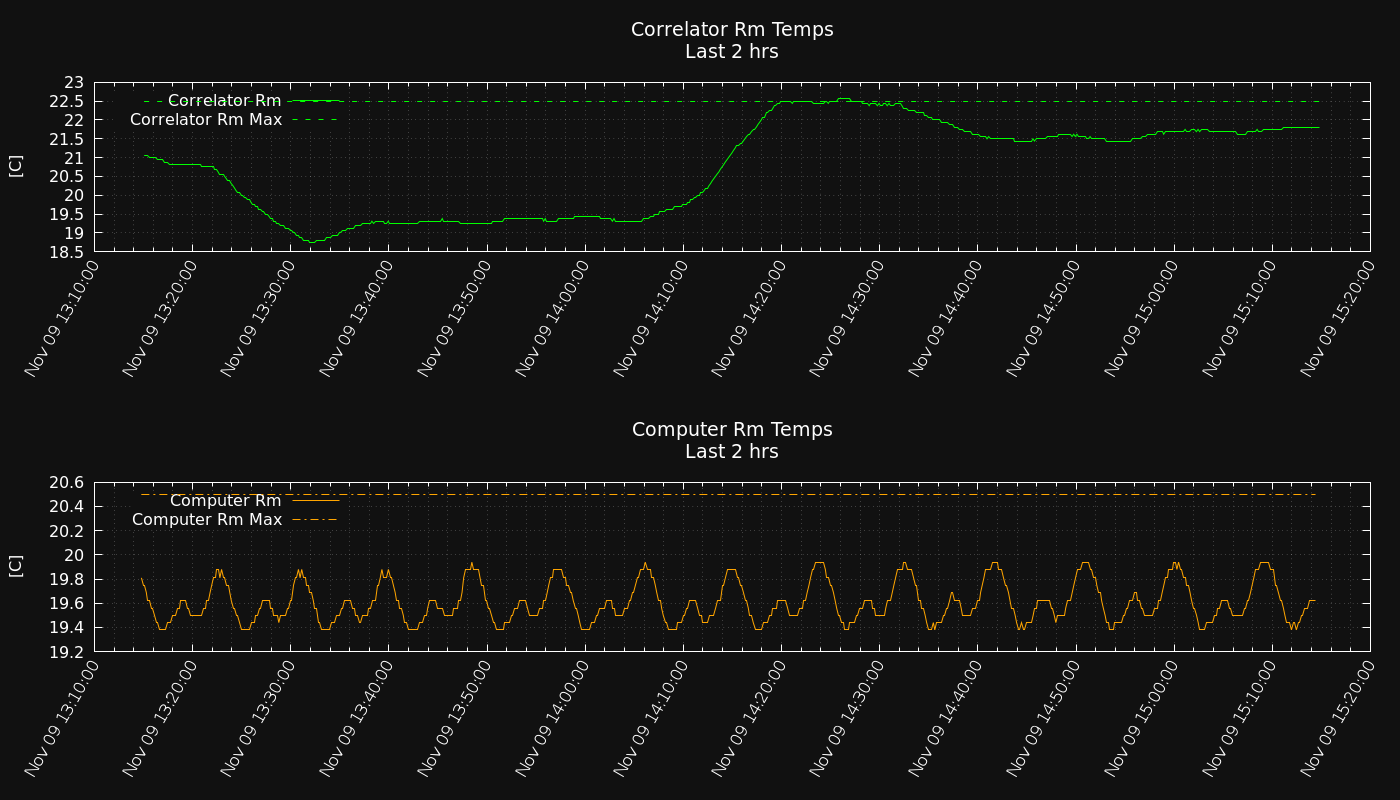 Correlator Rm Temps
Last 2 hrs
[C]
23
22.5
22
21.5
21
20.5
20
19.5
19
18.5
Correlator Rm
Correlator Rm Max
Nov 09 13:10:00
Nov 09 13:20:00
Nov 09 13:30:00
Nov 09 13:40:00
Nov 09 13:50:00
Nov 09 14:00:00
Nov 09 14:10:00
Nov 09 14:20:00
Nov 09 14:30:00
Nov 09 14:40:00
Nov 09 14:50:00
Nov 09 15:00:00
Nov 09 15:10:00
Nov 09 15:20:00
Computer Rm Temps
Last 2 hrs
[C]
20.6
20.4
20.2
20
19.8
19.6
19.4
19.2
Computer Rm
Computer Rm Max
Nov 09 13:10:00
Nov 09 13:20:00
Nov 09 13:30:00
Nov 09 13:40:00
Nov 09 13:50:00
Nov 09 14:00:00
Nov 09 14:10:00
Nov 09 14:20:00
Nov 09 14:30:00
Nov 09 14:40:00
Nov 09 14:50:00
Nov 09 15:00:00
Nov 09 15:10:00
Nov 09 15:20:00